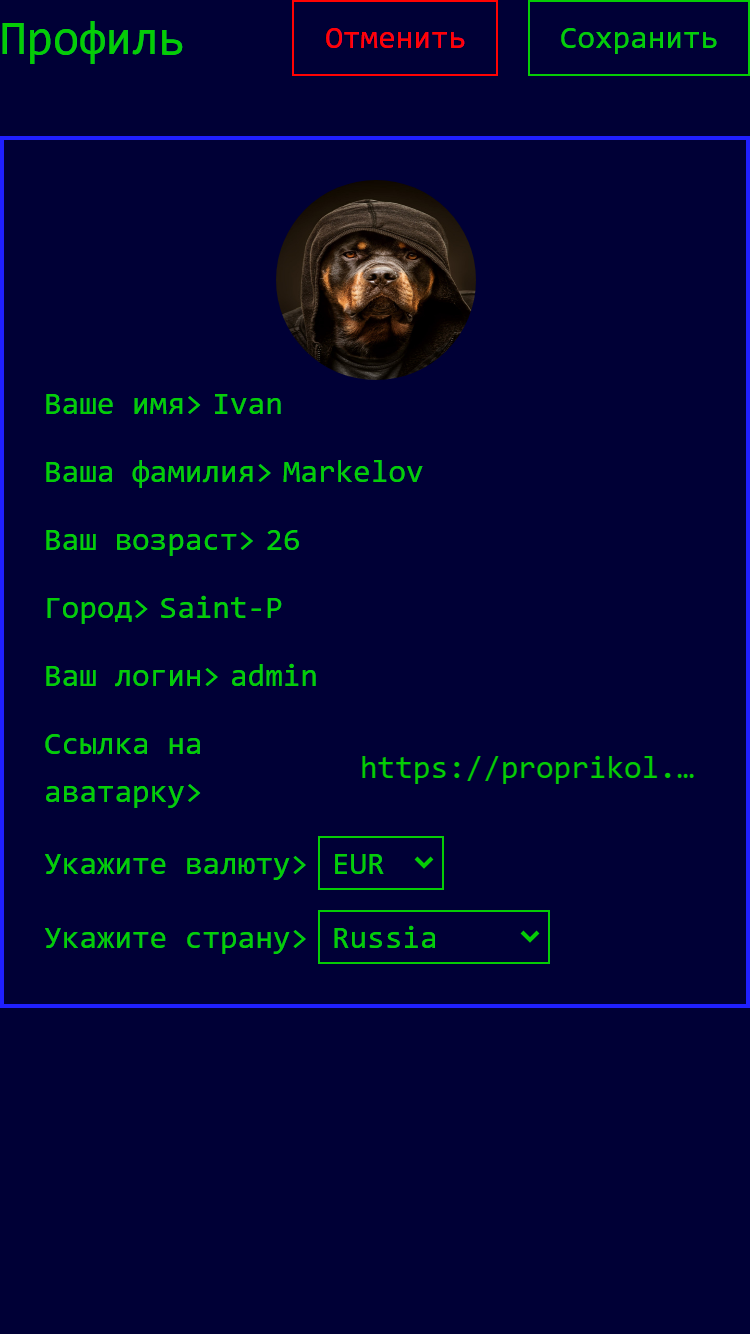 Профиль
Отменить
Сохранить
Ваше имя> Ivan
Ваша фамилия> Markelov
Ваш возраст> 26
Город> Saint-P
Ваш логин> admin
Ссылка на
аватарку>
https://proprikol.…
Укажите валюту> EUR
Укажите страну> Russia